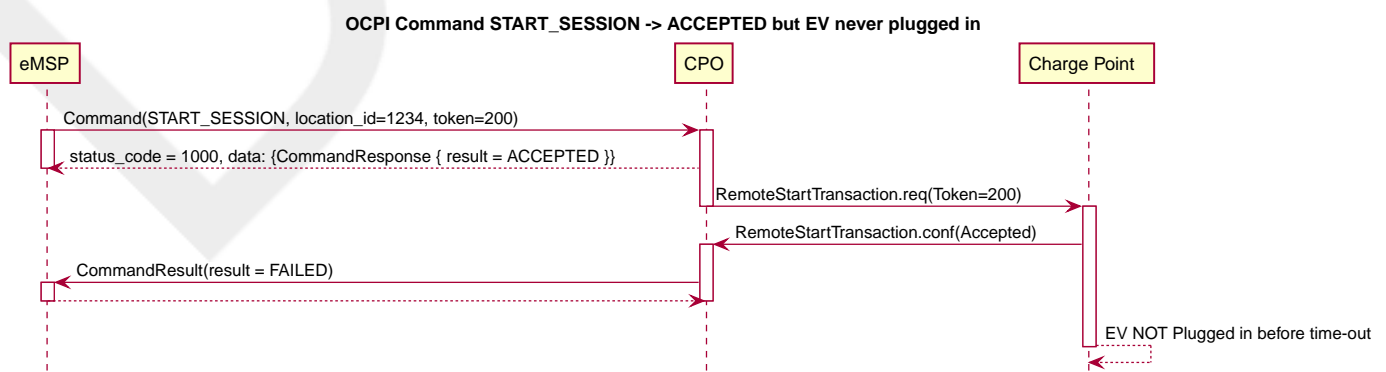 OCPI Command START_SESSION -> ACCEPTED but EV never plugged in
eMSP
CPO
Charge Point
Command(START_SESSION, location_id=1234, token=200)
status_code = 1000, data: {CommandResponse { result = ACCEPTED }}
RemoteStartTransaction.req(Token=200)
RemoteStartTransaction.conf(Accepted)
CommandResult(result = FAILED)
EV NOT Plugged in before time-out